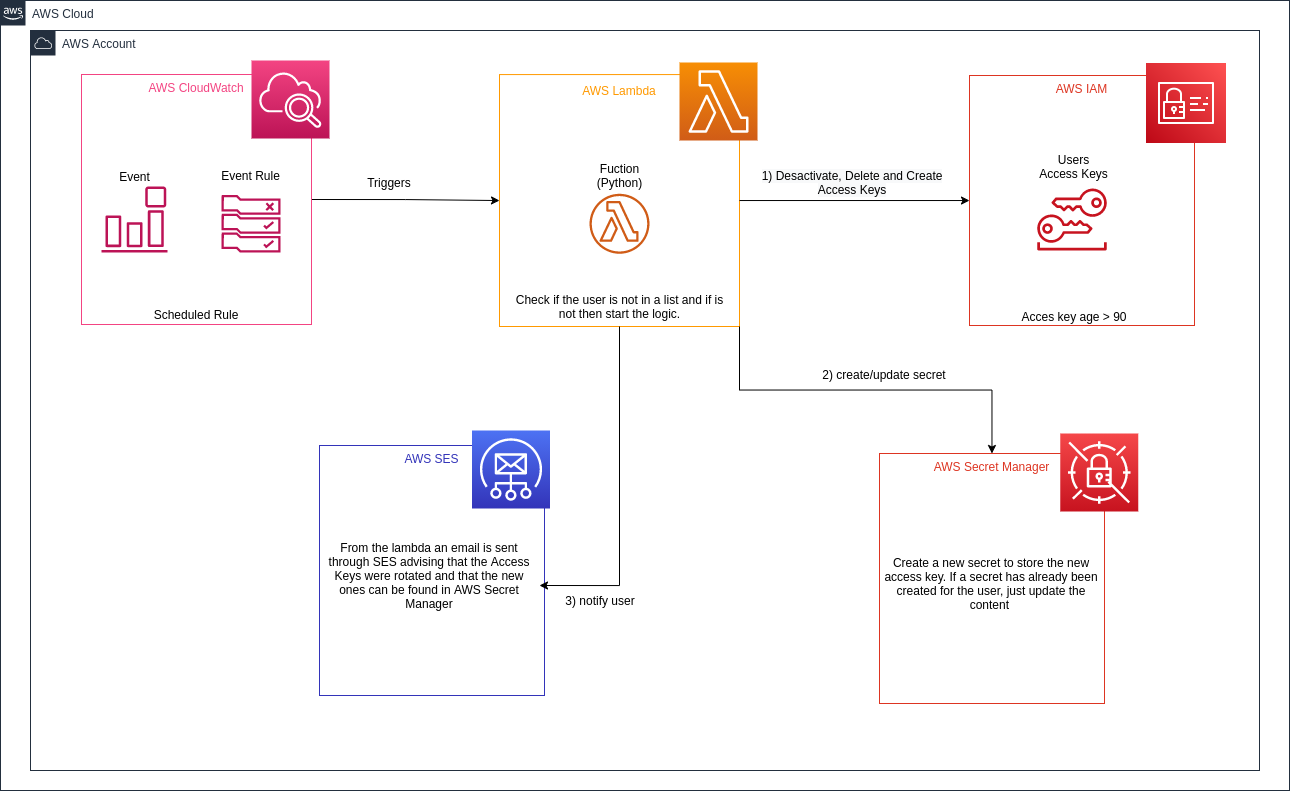 aws
AWS Cloud
AWS Account
AWS CloudWatch
Event
Event Rule
Scheduled Rule
Triggers
AWS Lambda
Fuction
(Python)
Check if the user is not in a list and if is
not then start the logic.
1) Desactivate, Delete and Create
Access Keys
AWS IAM
Users
Access Keys
Acces key age > 90
2) create/update secret
AWS SES
From the lambda an email is sent
through SES advising that the Access
Keys were rotated and that the new
ones can be found in AWS Secret
Manager
3) notify user
AWS Secret Manager
Create a new secret to store the new
access key. If a secret has already been
created for the user, just update the
content